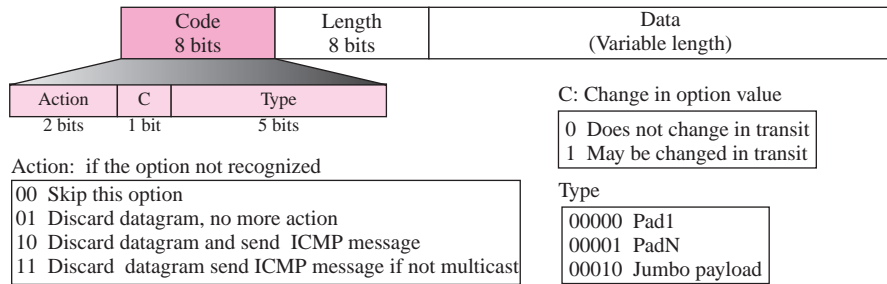 Code
8 bits
Length
8 bits
Data
(Variable length)
Action
C
Type
2 bits
1 bit
5 bits
C: Change in option value
0 Does not change in transit
1 May be changed in transit
Action: if the option not recognized
00 Skip this option
01 Discard datagram, no more action
10 Discard datagram and send ICMP message
11 Discard datagram send ICMP message if not multicast
Type
00000 Pad1
00001 PadN
00010 Jumbo payload